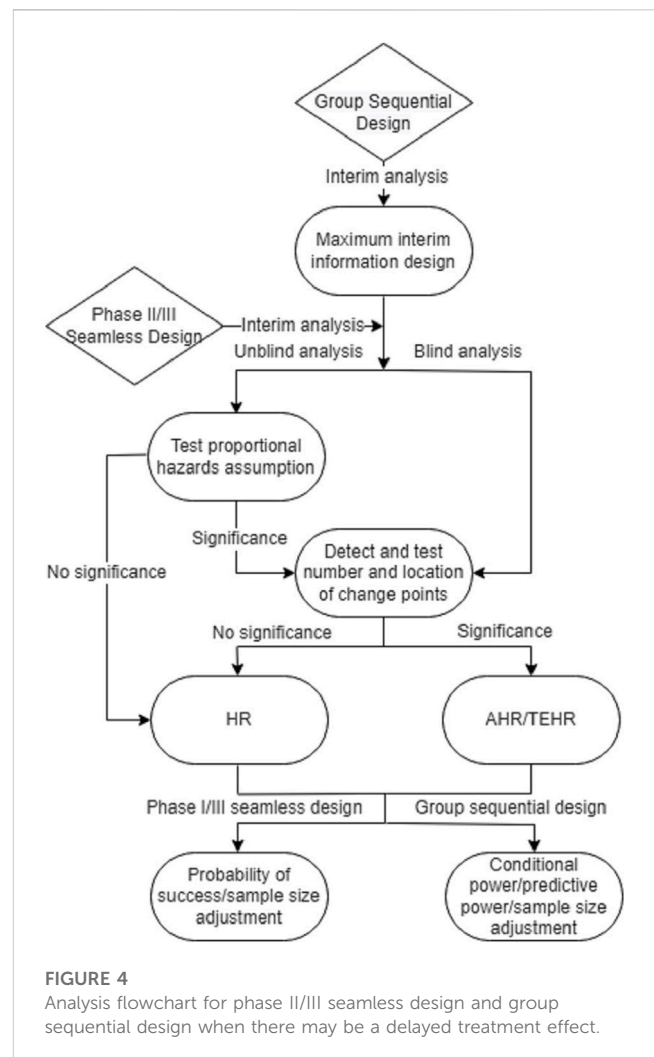 Group Sequential
Design
Interim analysis
Maximum interim
information design
Phase II/III
Seamless Design
Interim analysis
Unblind analysis
Blind analysis
Test proportional
hazards assumption
Significance
No significance
Detect and test
number and location
of change points
No significance
Significance
HR
AHR/TEHR
Phase I/III seamless design
Group sequential design
Probability of
success/sample size
adjustment
Conditional
power/predictive
power/sample size
adjustment
FIGURE 4
Analysis flowchart for phase II/III seamless design and group
sequential design when there may be a delayed treatment effect.